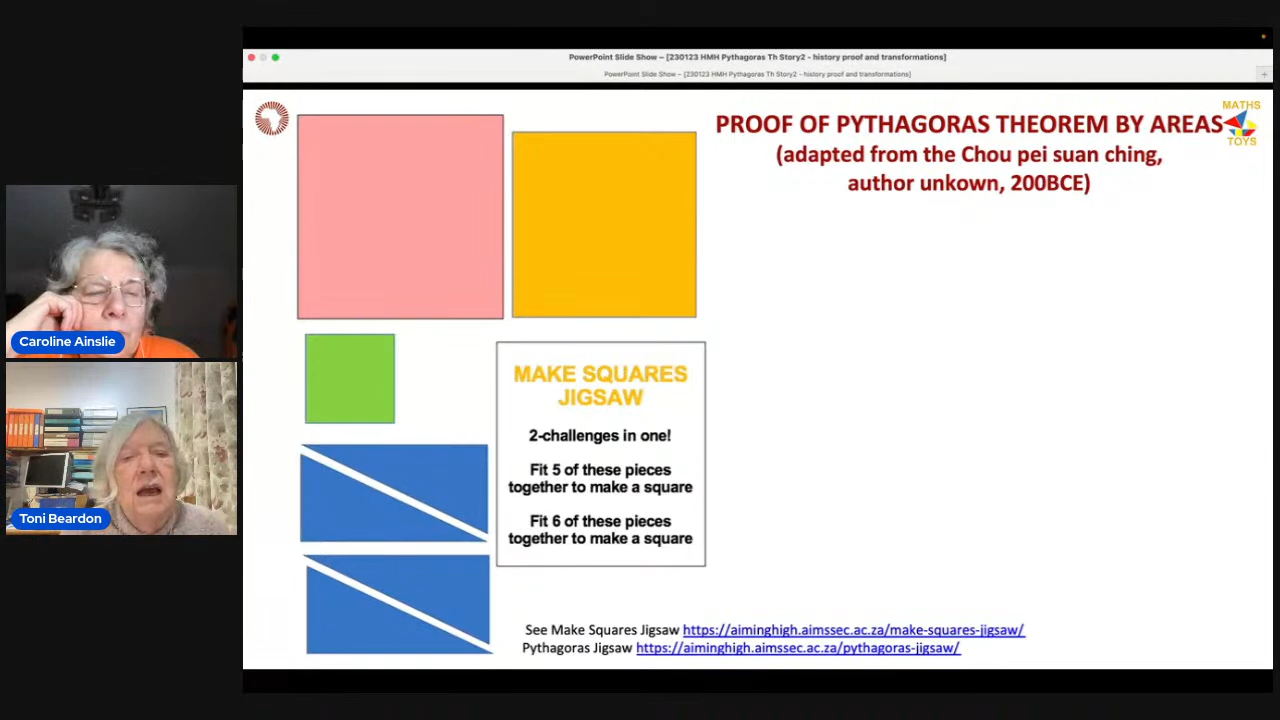 PowerPoint Slide Show – [230123 HMH Pythagoras Th Story2 - history proof and transformations]
PowerPoint Slide Show – [230123 HMH Pythagoras Th Story2 - history proof and transformations]
PROOF OF PYTHAGORAS THEOREM BY AREAS
(adapted from the Chou pei suan ching,
author unkown, 200BCE)
MATHS
TOYS
MAKE SQUARES
JIGSAW
2-challenges in one!
Fit 5 of these pieces
together to make a square
Fit 6 of these pieces
together to make a square
See Make Squares Jigsaw https://aiminghigh.aimssec.ac.za/make-squares-jigsaw/
Pythagoras Jigsaw https://aiminghigh.aimssec.ac.za/pythagoras-jigsaw/
Caroline Ainslie
Toni Beardon